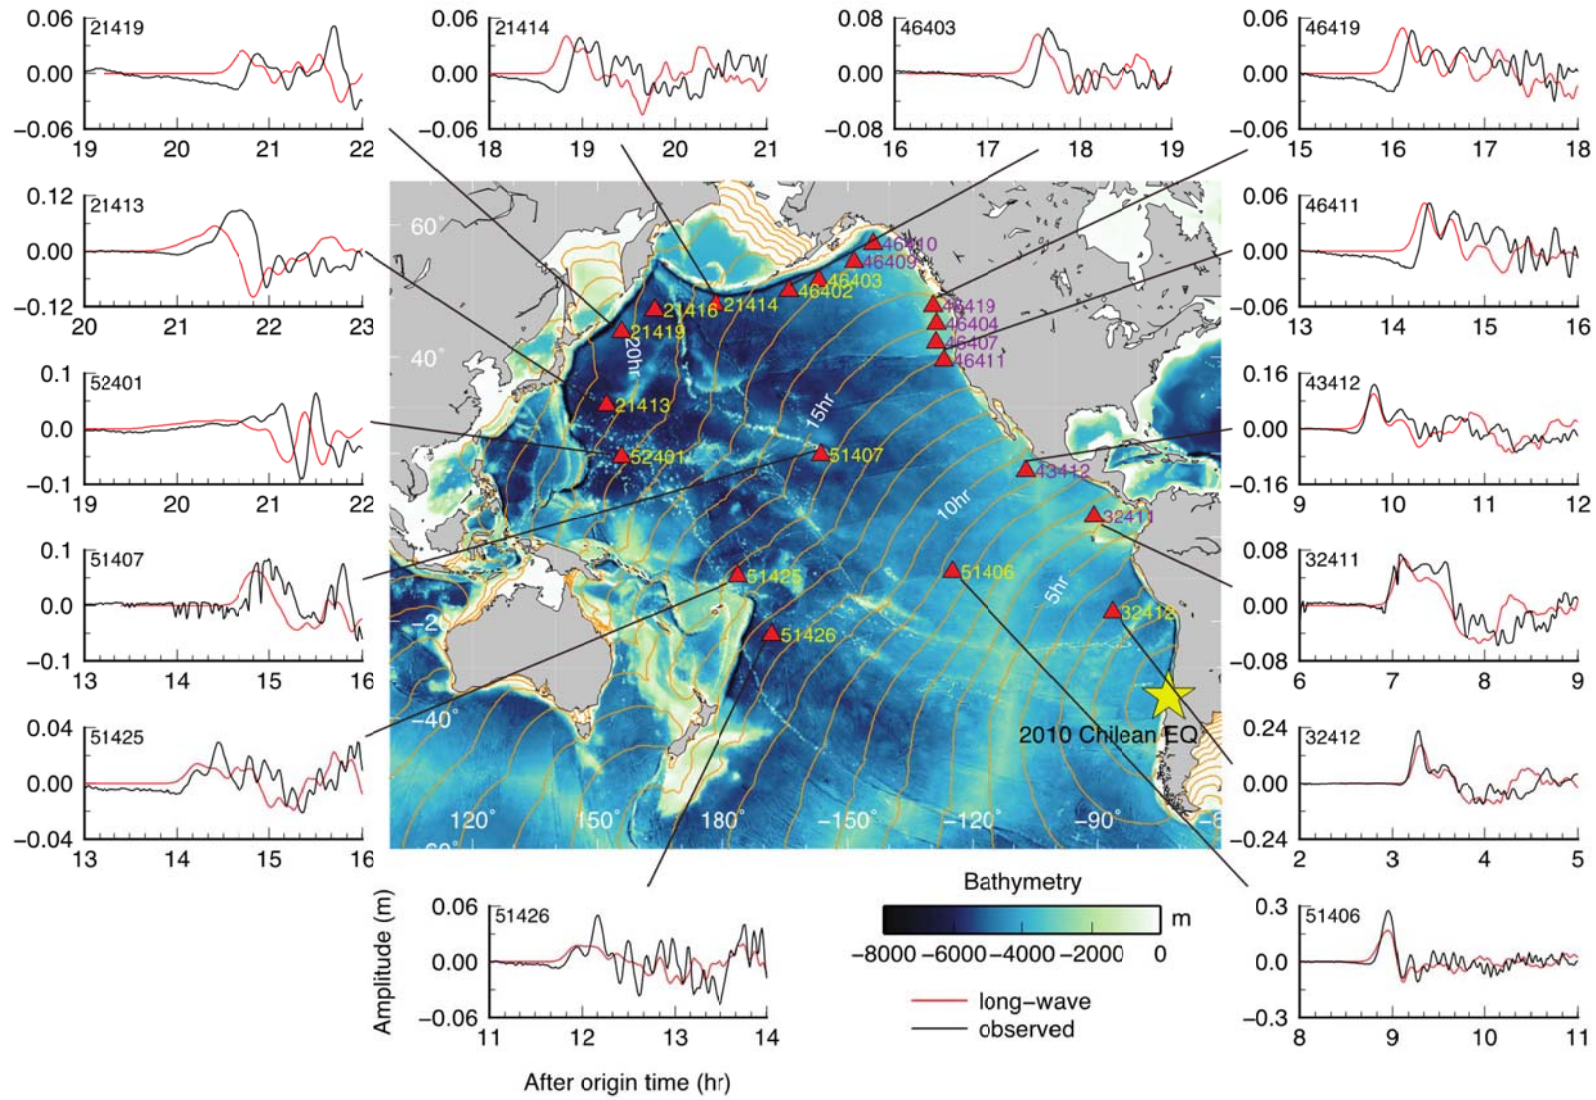 21419
0.06
0.00
−0.06
19 20 21 22
21414
0.06
0.00
−0.06
18 19 20 21
46403
0.08
0.00
−0.08
16 17 18 19
46419
0.06
0.00
−0.06
15 16 17 18
21413
0.12
0.00
−0.12
20 21 22 23
46411
0.06
0.00
−0.06
13 14 15 16
52401
0.1
0.0
−0.1
19 20 21 22
43412
0.16
0.00
−0.16
9 10 11 12
51407
0.1
0.0
−0.1
13 14 15 16
32411
0.08
0.00
−0.08
6 7 8 9
51425
0.04
0.00
−0.04
13 14 15 16
32412
0.24
0.00
−0.24
2 3 4 5
60°
46410
46409
46403
46402
21414
21416
21419
46419
46404
46407
46411
40°
20hr
21413
15hr
52401
51407
43412
10hr
32411
51425
51406
5hr
32412
−2
51426
−40°
2010 Chilean EQ
120° 150° 180° −150° −120° −90° −6
Bathymetry
m
−8000 −6000 −4000 −2000 0
long−wave
observed
51426
Amplitude (m)
0.06
0.00
−0.06
11 12 13 14
After origin time (hr)
51406
0.3
0.0
−0.3
8 9 10 11